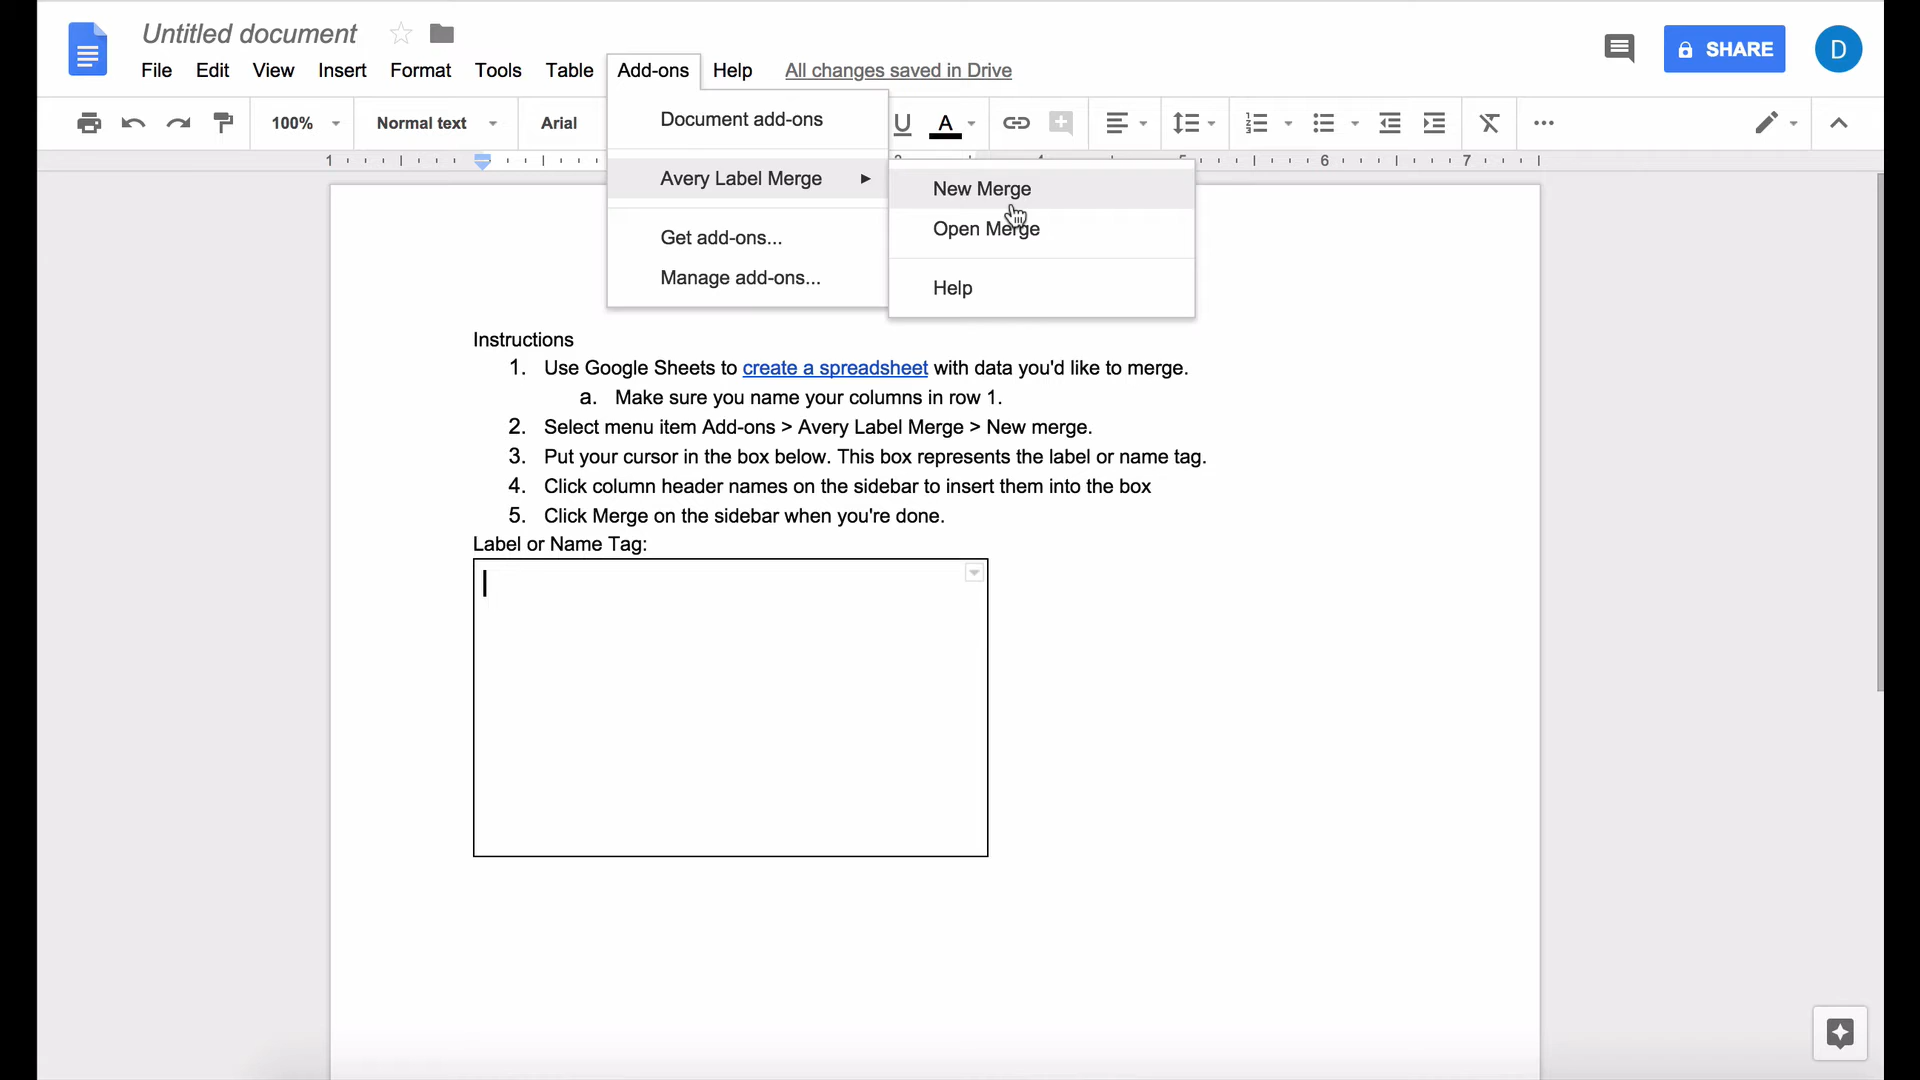 Untitled document
File Edit View Insert Format Tools Table Add-ons Help All changes saved in Drive
SHARE
D
100% Normal text Arial
U A
Document add-ons
Avery Label Merge
Get add-ons...
Manage add-ons...
New Merge
Open Merge
Help
1 6 7
Instructions
1. Use Google Sheets to create a spreadsheet with data you'd like to merge.
a. Make sure you name your columns in row 1.
2. Select menu item Add-ons > Avery Label Merge > New merge.
3. Put your cursor in the box below. This box represents the label or name tag.
4. Click column header names on the sidebar to insert them into the box
5. Click Merge on the sidebar when you're done.
Label or Name Tag: